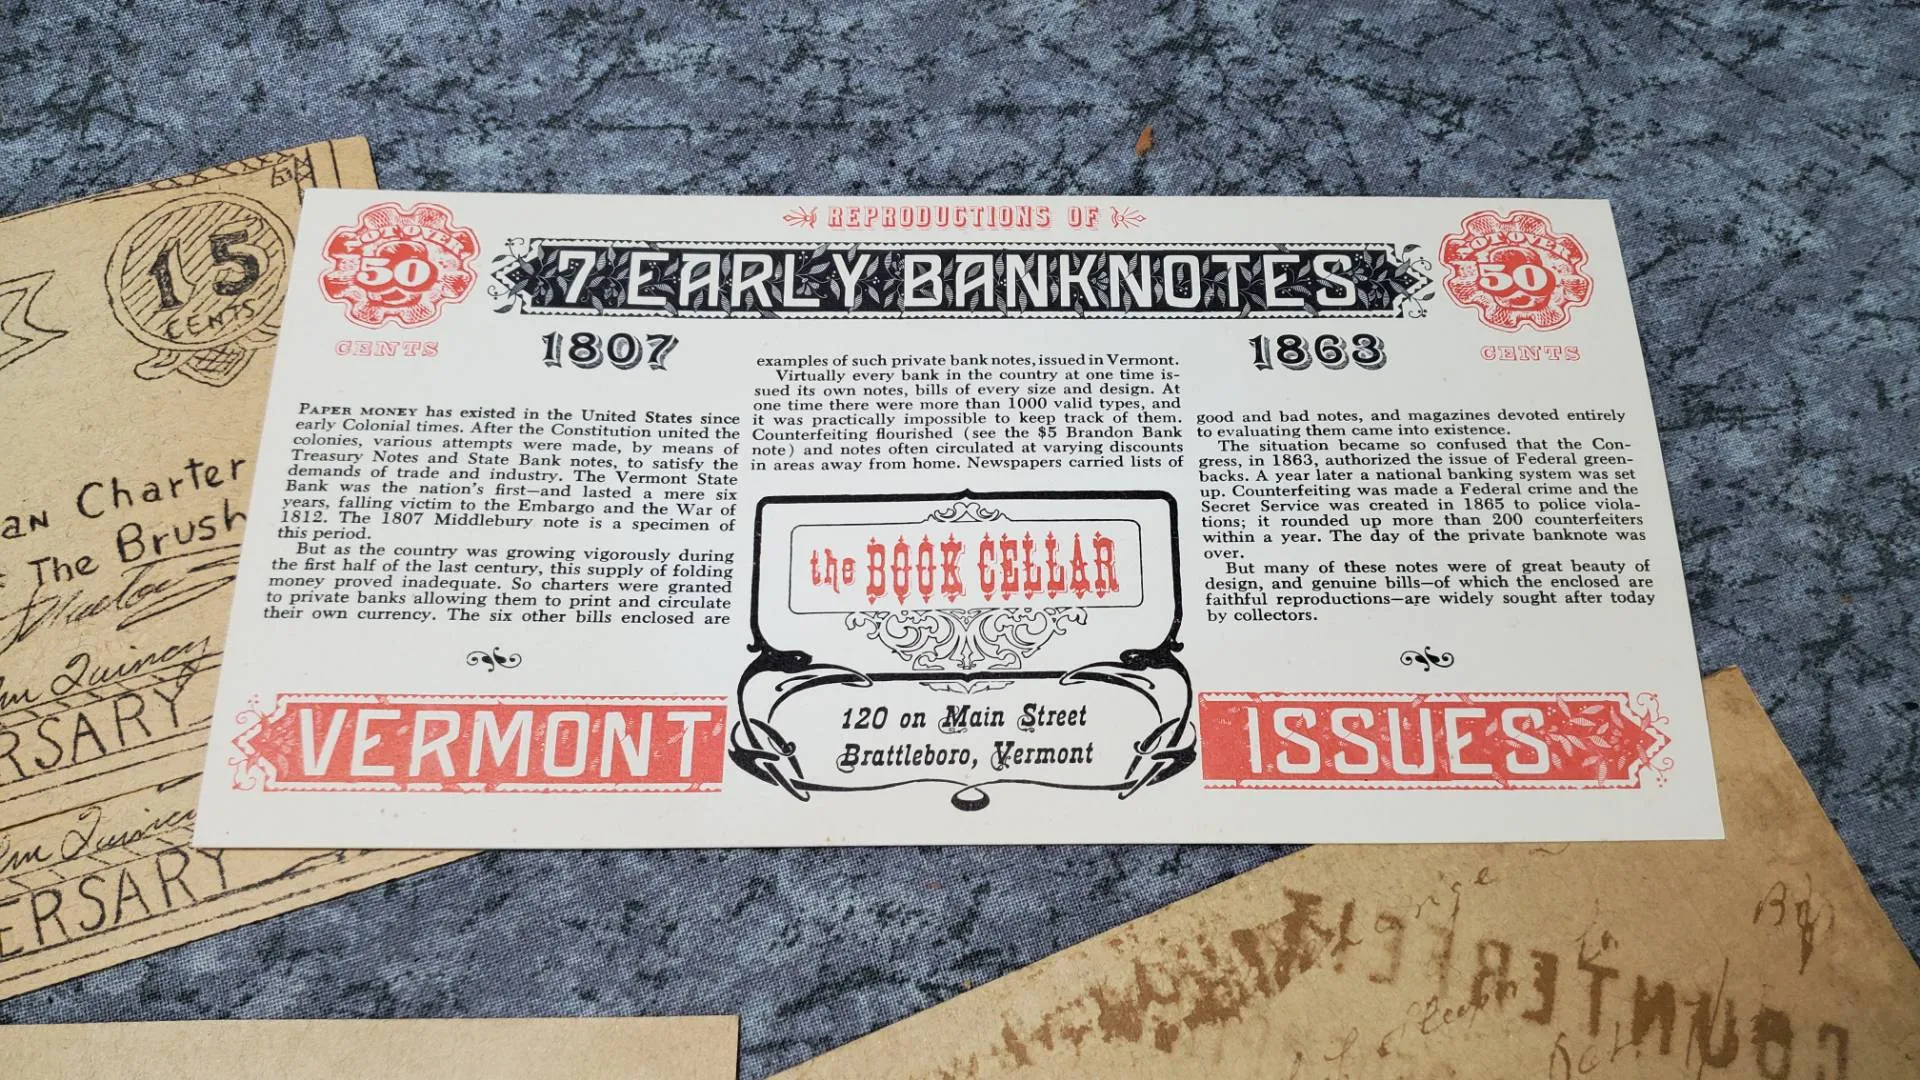 REPRODUCTIONS OF
7 EARLY BANKNOTES
NOT OVER
50
CENTS
1807
1863
NOT OVER
50
CENTS
PAPER MONEY has existed in the United States since
early Colonial times. After the Constitution united the
colonies, various attempts were made, by means of
Treasury Notes and State Bank notes, to satisfy the
demands of trade and industry. The Vermont State
Bank was the nation's first—and lasted a mere six
years, falling victim to the Embargo and the War of
1812. The 1807 Middlebury note is a specimen of
this period.
But as the country was growing vigorously during
the first half of the last century, this supply of folding
money proved inadequate. So charters were granted
to private banks allowing them to print and circulate
their own currency. The six other bills enclosed are
examples of such private bank notes, issued in Vermont.
Virtually every bank in the country at one time is-
sued its own notes, bills of every size and design. At
one time there were more than 1000 valid types, and
it was practically impossible to keep track of them.
Counterfeiting flourished (see the $5 Brandon Bank
note) and notes often circulated at varying discounts
in areas away from home. Newspapers carried lists of
good and bad notes, and magazines devoted entirely
to evaluating them came into existence.
The situation became so confused that the Con-
gress, in 1863, authorized the issue of Federal green-
backs. A year later a national banking system was set
up. Counterfeiting was made a Federal crime and the
Secret Service was created in 1865 to police viola-
tions; it rounded up more than 200 counterfeiters
within a year. The day of the private banknote was
over.
But many of these notes were of great beauty of
design, and genuine bills—of which the enclosed are
faithful reproductions—are widely sought after today
by collectors.
the BOOK CELLAR
120 on Main Street
Brattleboro, Vermont
VERMONT
ISSUES
15
CENTS
AN Charter
The Brush
Quincy
RSARY
Quincy
ERSARY
COUNTERFEIT